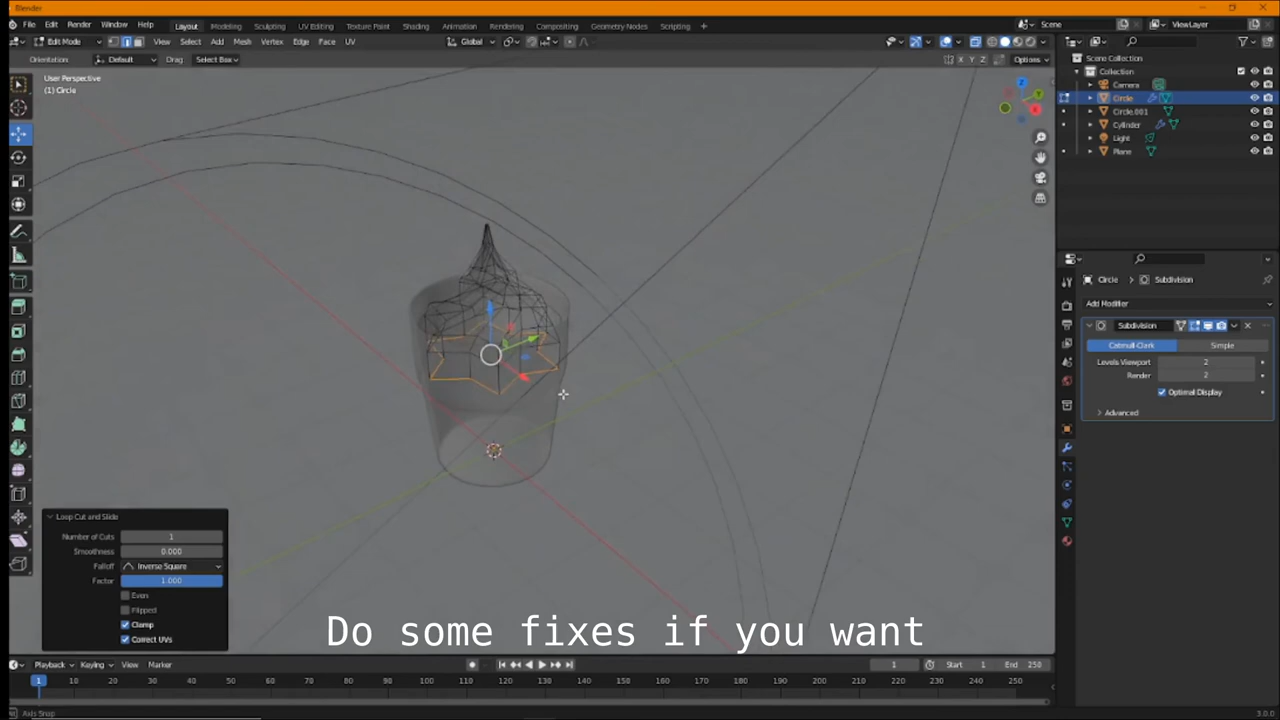 Blender
File Edit Render Window Help Layout Modeling Sculpting UV Editing Texture Paint Shading Animation Rendering Compositing Geometry Nodes Scripting + Scene ViewLayer
Edit Mode View Select Add Mesh Vertex Edge Face UV Global
Orientation: Default Drag Select Box X Y Z Options
User Perspective
(1) Circle
Scene Collection
Collection
Camera
Circle
Circle.001
Cylinder
Light
Plane
Circle Subdivision
Add Modifier
Subdivision
Catmull-Clark Simple
Levels Viewport 2
Render 2
Optimal Display
Advanced
Loop Cut and Slide
Number of Cuts 1
Smoothness 0.000
Falloff Inverse Square
Factor 1.000
Even
Flipped
Clamp
Correct UVs
Do some fixes if you want
Playback Keying View Marker 1 Start 1 End 250
1 10 20 30 40 50 60 70 80 90 100 110 120 130 140 150 160 170 180 190 200 210 220 230 240 250
Axis Snap 3.0.0